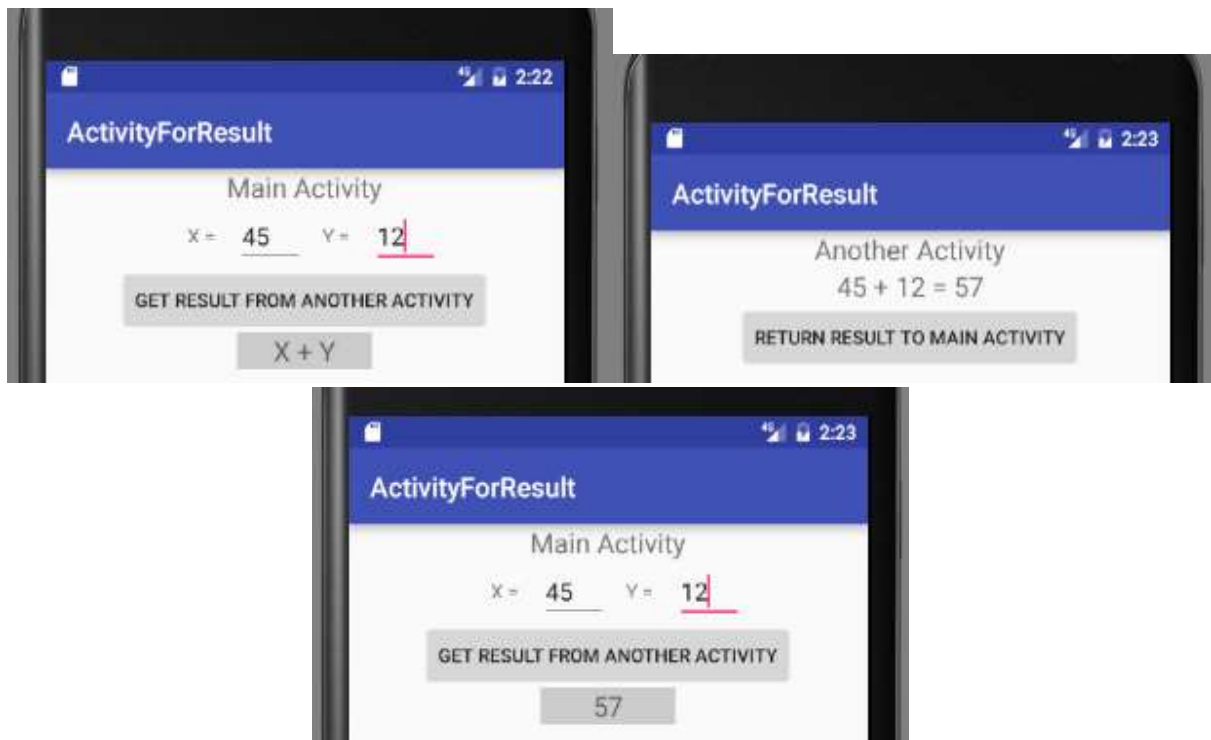 2:22
ActivityForResult
Main Activity
X = 45 Y = 12
GET RESULT FROM ANOTHER ACTIVITY
X + Y
2:23
ActivityForResult
Another Activity
45 + 12 = 57
RETURN RESULT TO MAIN ACTIVITY
2:23
ActivityForResult
Main Activity
X = 45 Y = 12
GET RESULT FROM ANOTHER ACTIVITY
57